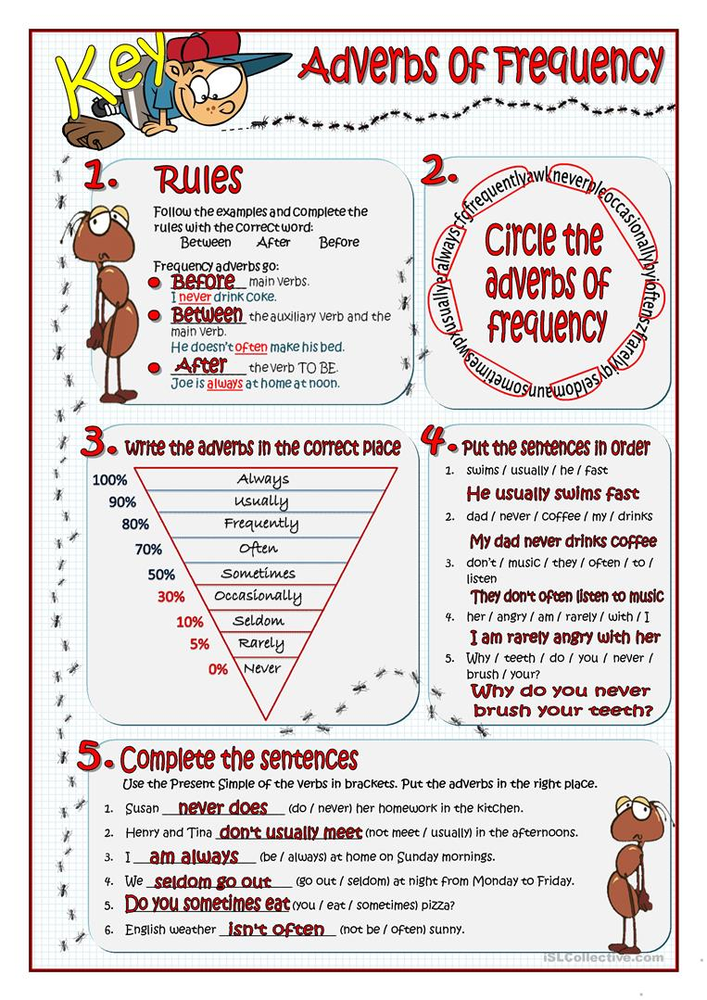 Key
Adverbs of Frequency
1. Rules
Follow the examples and complete the
rules with the correct word:
Between After Before
Frequency adverbs go:
Before main verbs.
I never drink coke.
Between the auxiliary verb and the
main verb.
He doesn't often make his bed.
After the verb TO BE.
Joe is always at home at noon.
2.
Circle the
adverbs of
frequency
3. Write the adverbs in the correct place
100% Always
90% Usually
80% Frequently
70% Often
50% Sometimes
30% Occasionally
10% Seldom
5% Rarely
0% Never
4. Put the sentences in order
1. swims / usually / he / fast
He usually swims fast
2. dad / never / coffee / my / drinks
My dad never drinks coffee
3. don't / music / they / often / to /
listen
They don't often listen to music
4. her / angry / am / rarely / with / I
I am rarely angry with her
5. Why / teeth / do / you / never /
brush / your?
Why do you never
brush your teeth?
5. Complete the sentences
Use the Present Simple of the verbs in brackets. Put the adverbs in the right place.
1. Susan never does (do / never) her homework in the kitchen.
2. Henry and Tina don't usually meet (not meet / usually) in the afternoons.
3. I am always (be / always) at home on Sunday mornings.
4. We seldom go out (go out / seldom) at night from Monday to Friday.
5. Do you sometimes eat (you / eat / sometimes) pizza?
6. English weather isn't often (not be / often) sunny.
iSLCollective.com